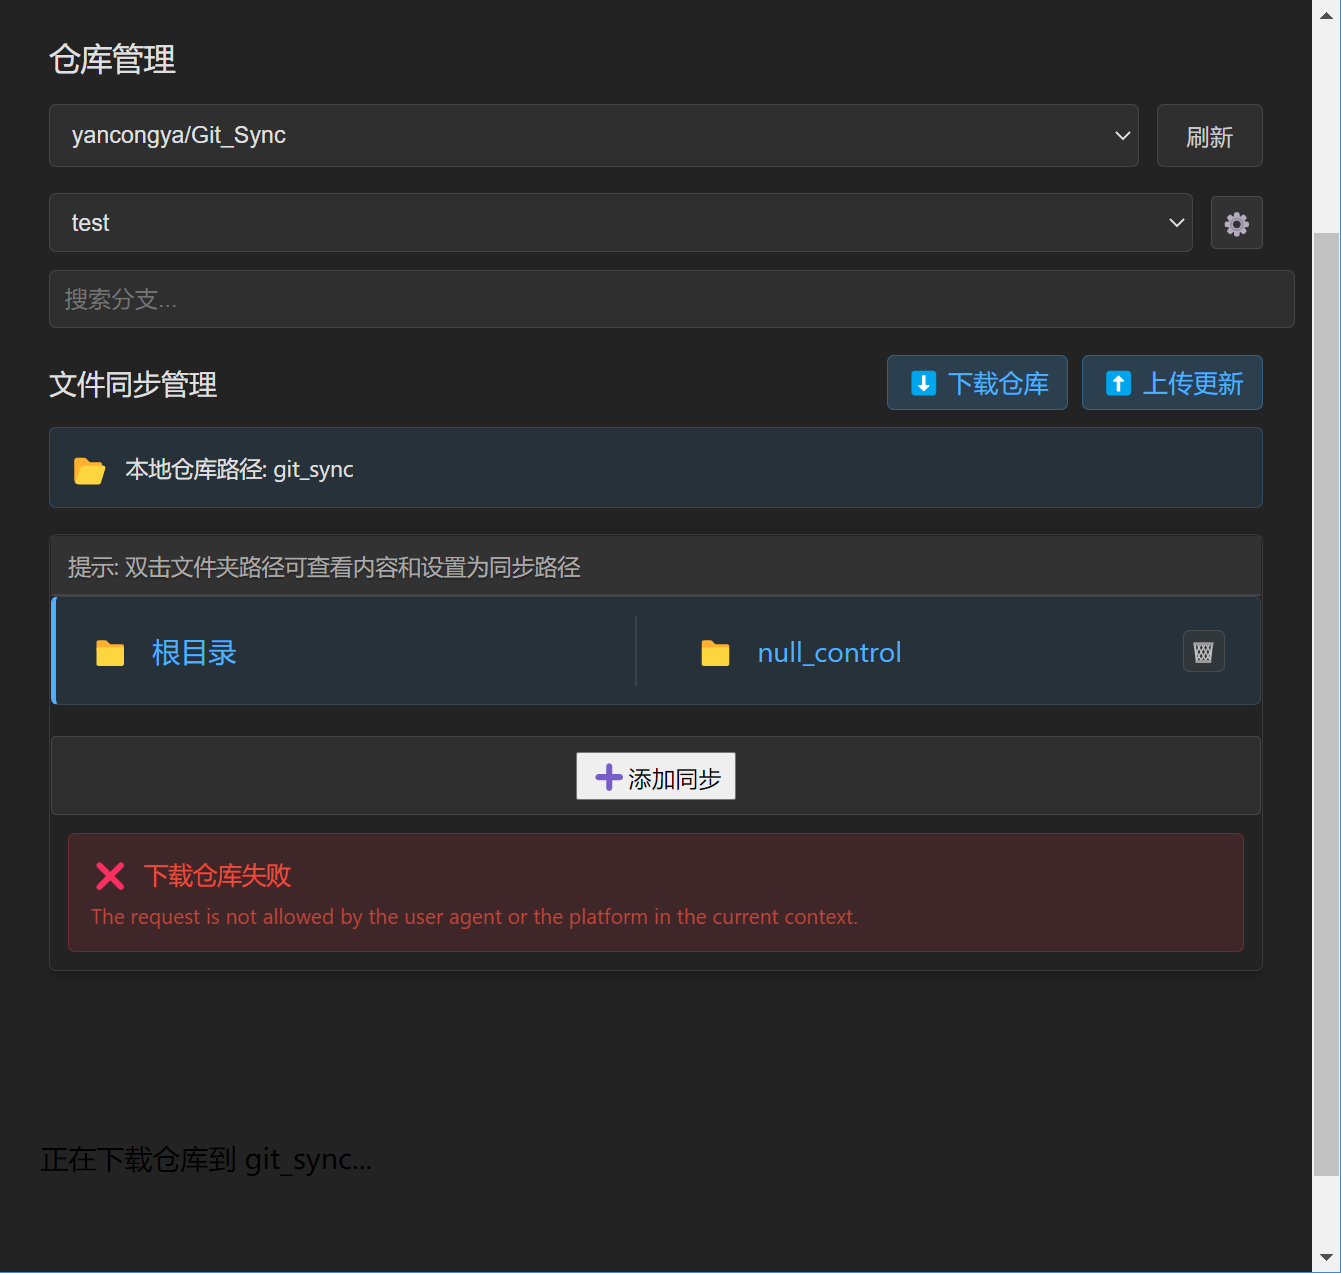 仓库管理
yancongya/Git_Sync
刷新
test
搜索分支...
文件同步管理
下载仓库
上传更新
本地仓库路径: git_sync
提示: 双击文件夹路径可查看内容和设置为同步路径
根目录
null_control
添加同步
下载仓库失败
The request is not allowed by the user agent or the platform in the current context.
正在下载仓库到 git_sync...